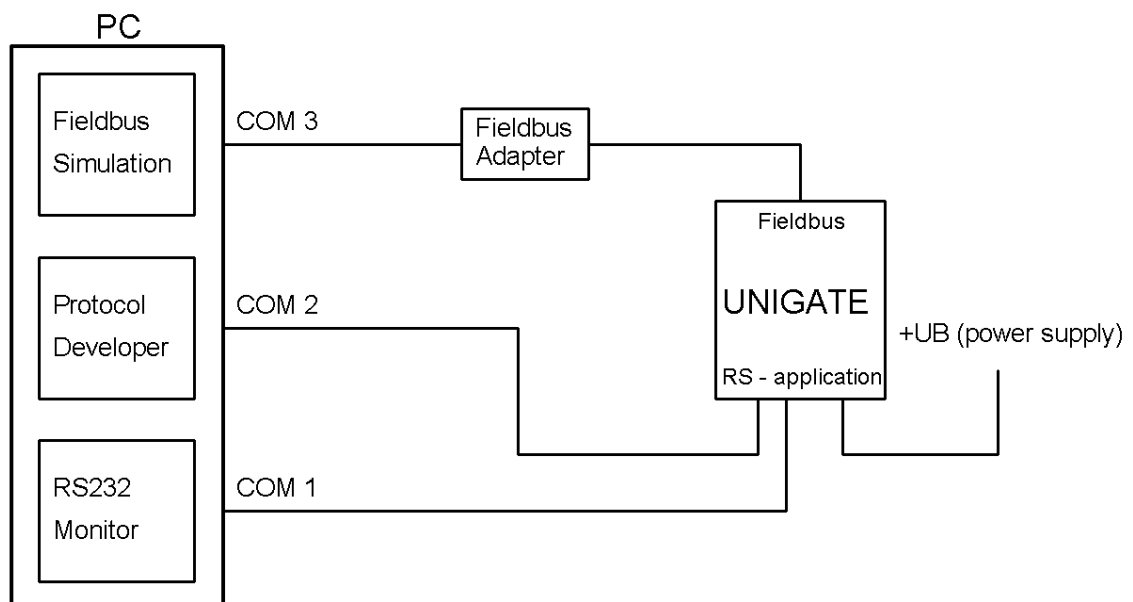 PC
Fieldbus
Simulation
COM 3
Fieldbus
Adapter
Fieldbus
UNIGATE
RS - application
+UB (power supply)
Protocol
Developer
COM 2
RS232
Monitor
COM 1